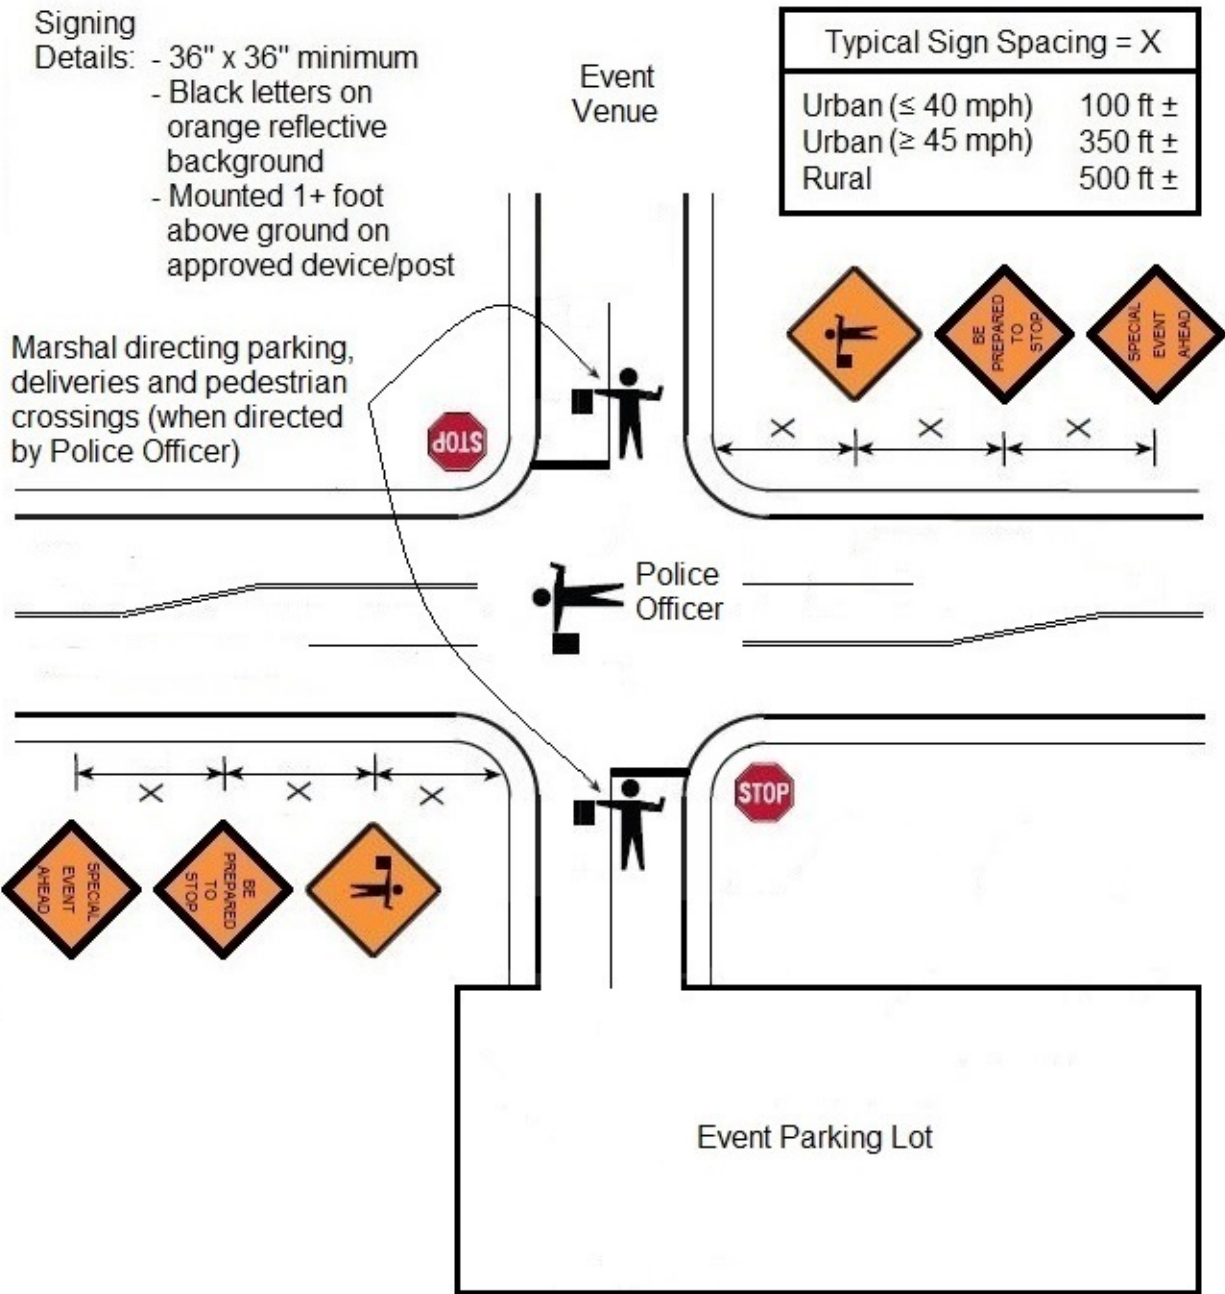 Signing
Details: - 36" x 36" minimum
- Black letters on
orange reflective
background
- Mounted 1+ foot
above ground on
approved device/post
Event
Venue
Typical Sign Spacing = X
Urban (≤ 40 mph) 100 ft ±
Urban (≥ 45 mph) 350 ft ±
Rural 500 ft ±
BE
PREPARED
TO
STOP
SPECIAL
EVENT
AHEAD
X X X
Marshal directing parking,
deliveries and pedestrian
crossings (when directed
by Police Officer)
STOP
Police
Officer
X X X
STOP
SPECIAL
EVENT
AHEAD
BE
PREPARED
TO
STOP
Event Parking Lot